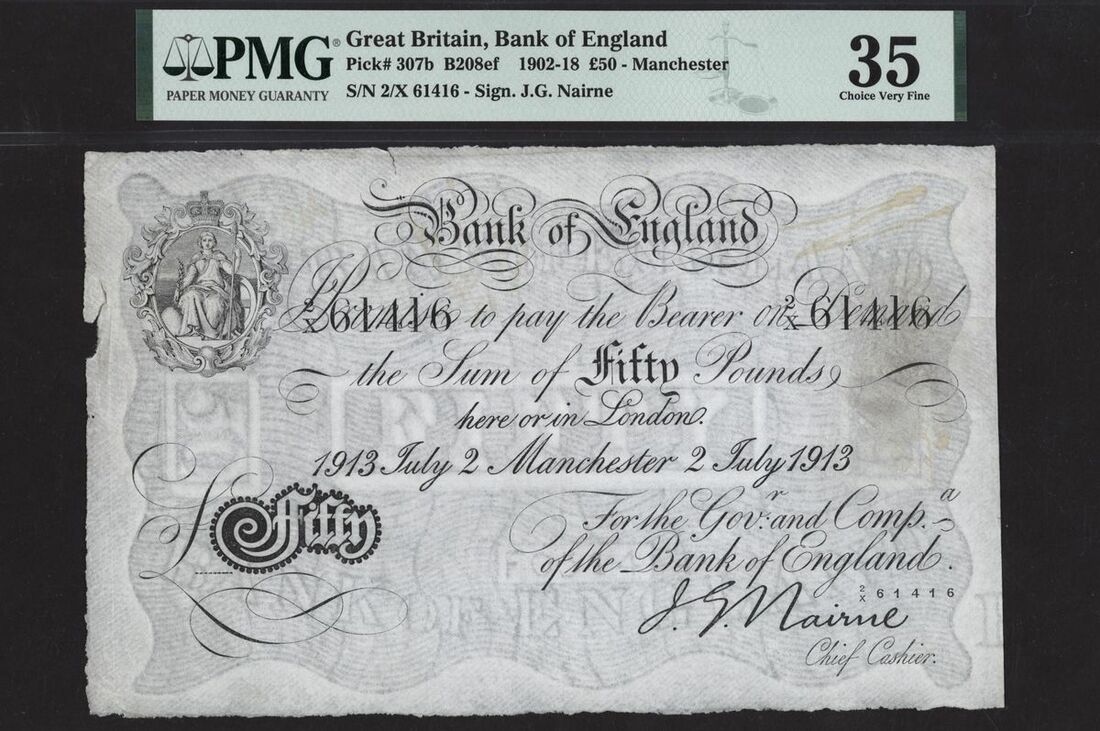 PMG®
PAPER MONEY GUARANTY
Great Britain, Bank of England
Pick# 307b B208ef 1902-18 £50 - Manchester
S/N 2/X 61416 - Sign. J.G. Nairne
35
Choice Very Fine
Bank of England
2/X 61416 2/X 61416
I Promise to pay the Bearer on Demand
the Sum of Fifty Pounds
here or in London.
1913 July 2 Manchester 2 July 1913
For the Gov.r and Comp.a
of the Bank of England.
£ Fifty
2/X 61416
J. G. Nairne
Chief Cashier.